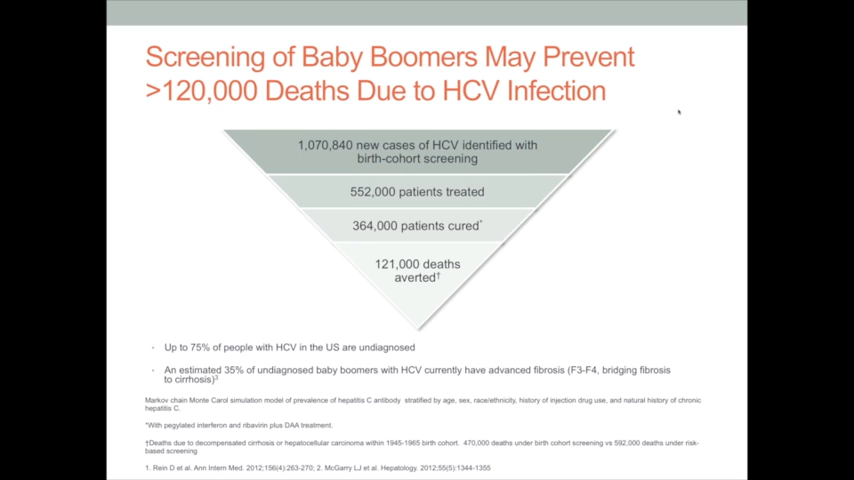 Screening of Baby Boomers May Prevent
>120,000 Deaths Due to HCV Infection
1,070,840 new cases of HCV identified with
birth-cohort screening
552,000 patients treated
364,000 patients cured*
121,000 deaths
averted†
· Up to 75% of people with HCV in the US are undiagnosed
· An estimated 35% of undiagnosed baby boomers with HCV currently have advanced fibrosis (F3-F4, bridging fibrosis
to cirrhosis)³
Markov chain Monte Carol simulation model of prevalence of hepatitis C antibody stratified by age, sex, race/ethnicity, history of injection drug use, and natural history of chronic
hepatitis C.
*With pegylated interferon and ribavirin plus DAA treatment.
†Deaths due to decompensated cirrhosis or hepatocellular carcinoma within 1945-1965 birth cohort. 470,000 deaths under birth cohort screening vs 592,000 deaths under risk-
based screening
1. Rein D et al. Ann Intern Med. 2012;156(4):263-270; 2. McGarry LJ et al. Hepatology. 2012;55(5):1344-1355